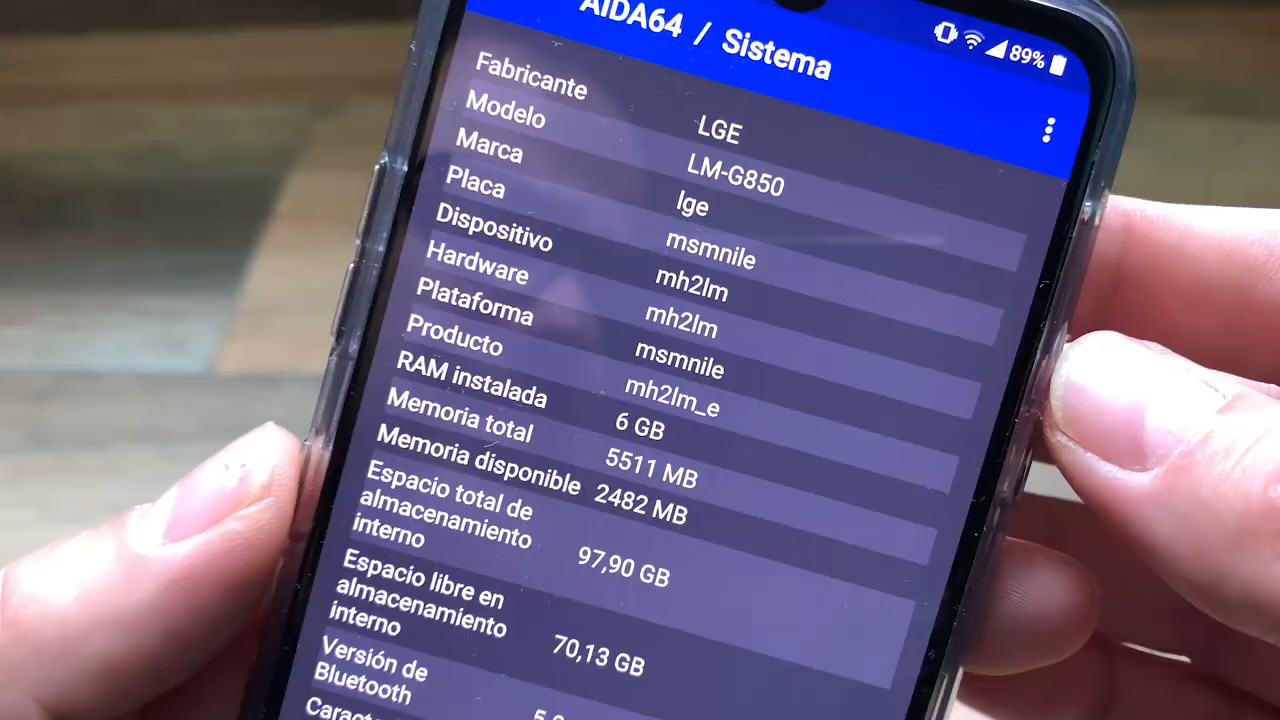 AIDA64 / Sistema
89%
Fabricante LGE
Modelo LM-G850
Marca lge
Placa msmnile
Dispositivo mh2lm
Hardware mh2lm
Plataforma msmnile
Producto mh2lm_e
RAM instalada 6 GB
Memoria total 5511 MB
Memoria disponible 2482 MB
Espacio total de
almacenamiento 97,90 GB
interno
Espacio libre en
almacenamiento 70,13 GB
interno
Versión de
Bluetooth